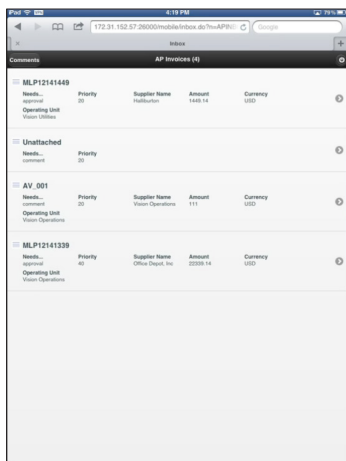 iPod VPN 4:19 PM 79%
172.31.152.57:26000/mobile/inbox.do?n=APINB Google
Inbox
Comments AP Invoices (4)
MLP12141449
Needs... Priority Supplier Name Amount Currency
approval 20 Halliburton 1449.14 USD
Operating Unit
Vision Utilities
Unattached
Needs... Priority
comment 20
AV_001
Needs... Priority Supplier Name Amount Currency
comment 20 Vision Operations 111 USD
Operating Unit
Vision Operations
MLP12141339
Needs... Priority Supplier Name Amount Currency
approval 40 Office Depot, Inc 22339.14 USD
Operating Unit
Vision Operations